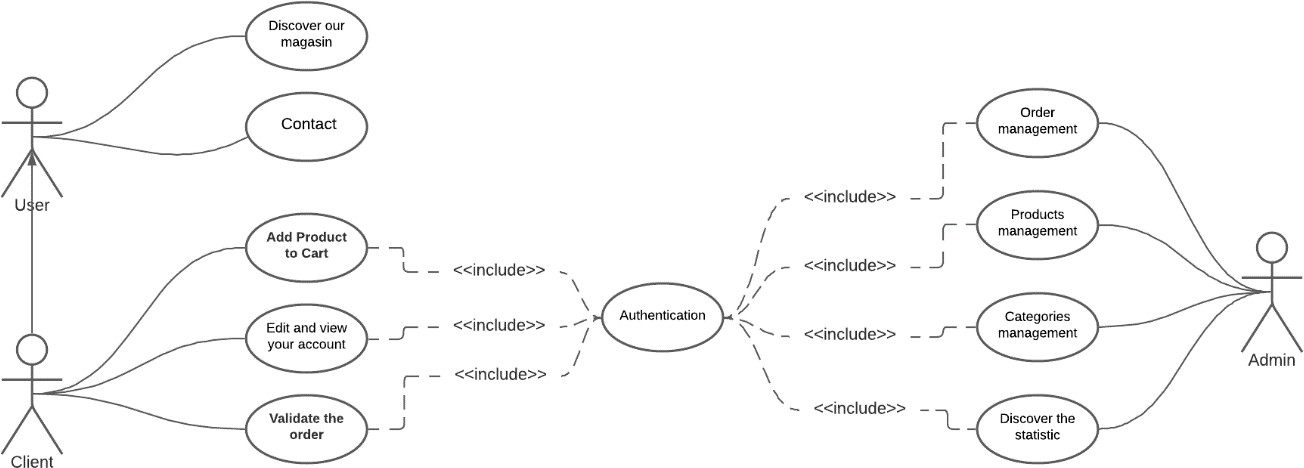 Discover our
magasin
Contact
User
Add Product
to Cart
<<include>>
Edit and view
your account
<<include>>
Validate the
order
<<include>>
Client
Authentication
<<include>>
Order
management
<<include>>
Products
management
<<include>>
Categories
management
<<include>>
Discover the
statistic
Admin